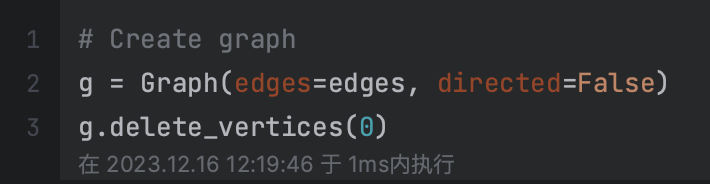 1 # Create graph
2 g = Graph(edges=edges, directed=False)
3 g.delete_vertices(0)
在 2023.12.16 12:19:46 于 1ms内执行